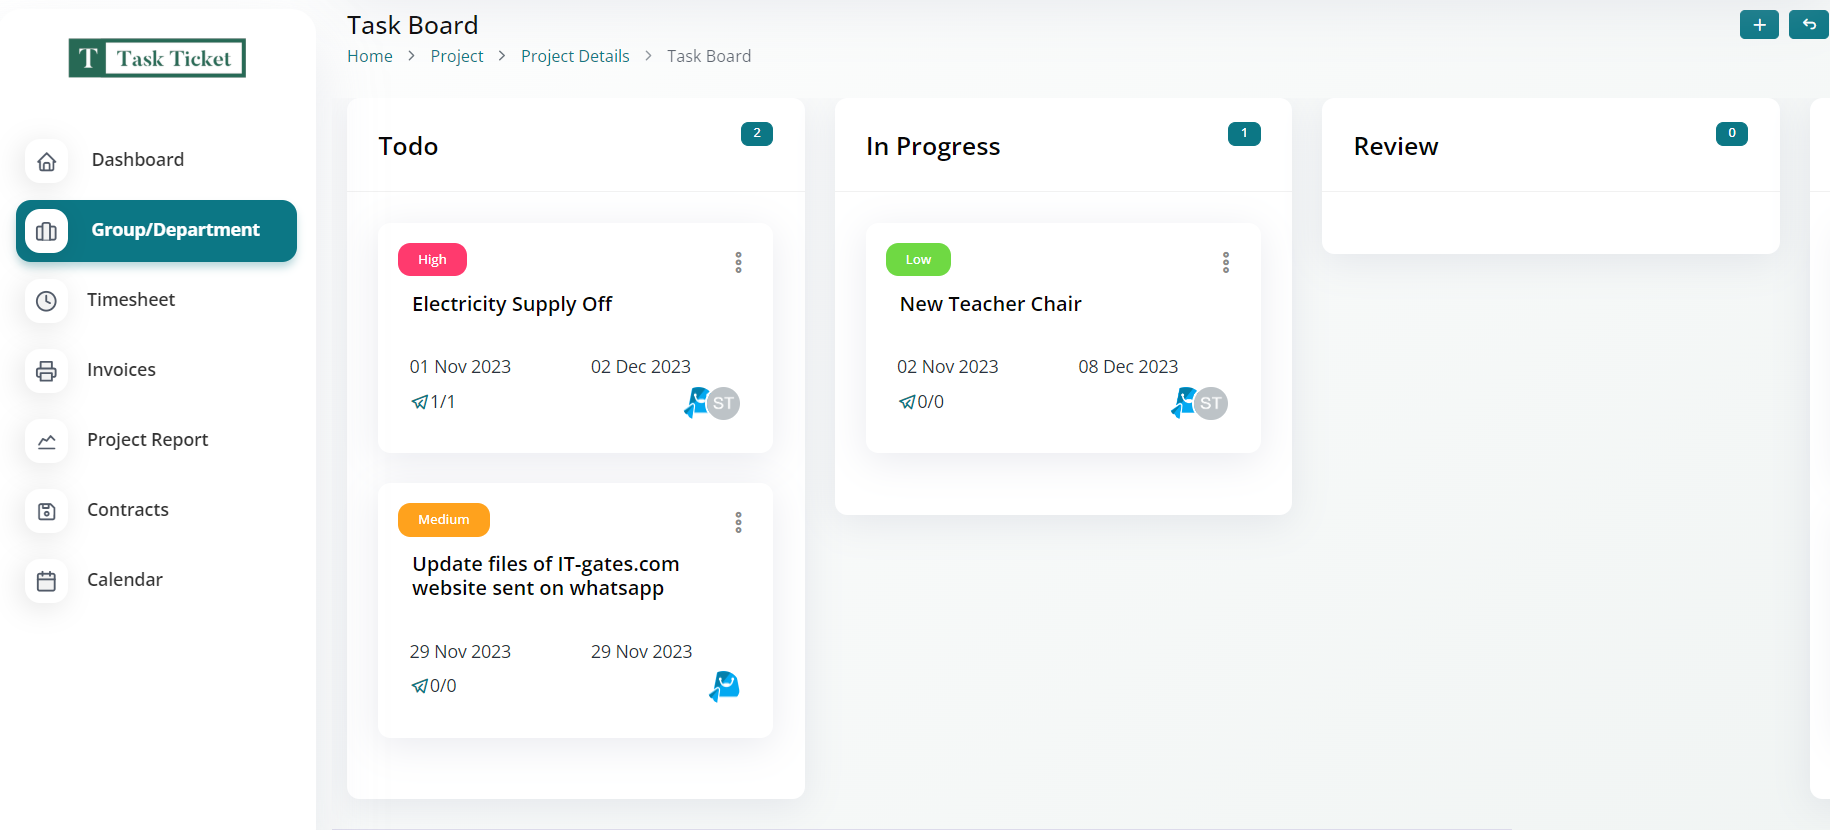 T Task Ticket
Dashboard
Group/Department
Timesheet
Invoices
Project Report
Contracts
Calendar
Task Board
Home > Project > Project Details > Task Board
Todo
2
High
Electricity Supply Off
01 Nov 2023 02 Dec 2023
1/1
ST
Medium
Update files of IT-gates.com
website sent on whatsapp
29 Nov 2023 29 Nov 2023
0/0
In Progress
1
Low
New Teacher Chair
02 Nov 2023 08 Dec 2023
0/0
ST
Review
0